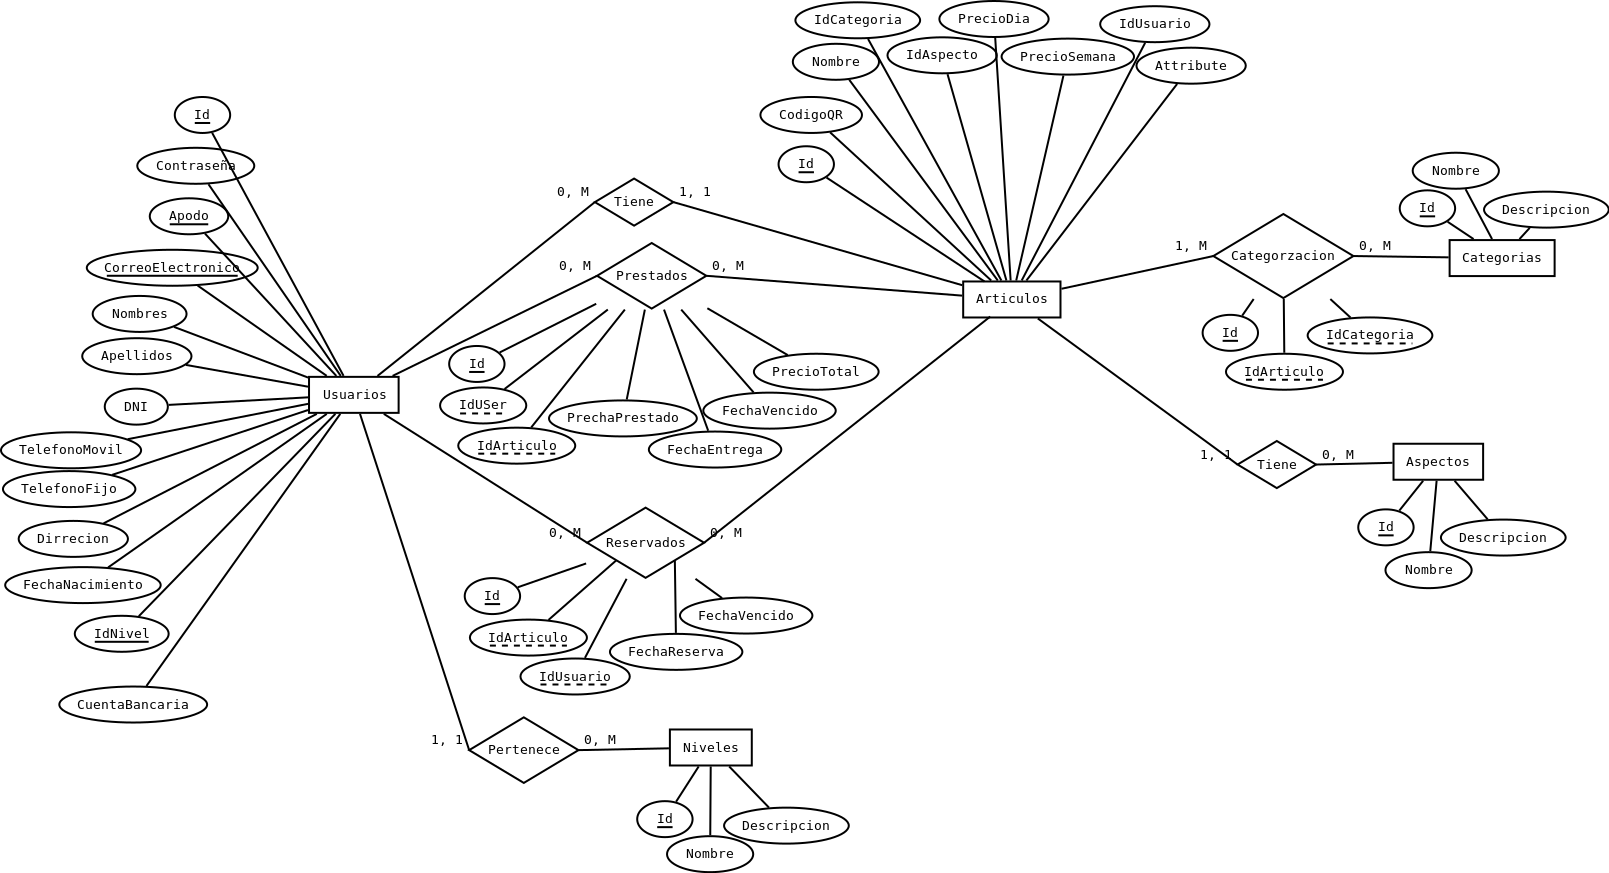 IdCategoria
PrecioDia
IdUsuario
Nombre
IdAspecto
PrecioSemana
Attribute
CodigoQR
Id
Id
Contraseña
Apodo
CorreoElectronico
Nombres
Apellidos
DNI
TelefonoMovil
TelefonoFijo
Dirrecion
FechaNacimiento
IdNivel
CuentaBancaria
Usuarios
0, M
Tiene
1, 1
0, M
Prestados
0, M
Id
IdUSer
IdArticulo
PrechaPrestado
FechaEntrega
FechaVencido
PrecioTotal
Articulos
1, M
Categorzacion
0, M
Id
IdArticulo
IdCategoria
Nombre
Id
Descripcion
Categorias
1, 1
Tiene
0, M
Aspectos
Id
Nombre
Descripcion
0, M
Reservados
0, M
Id
IdArticulo
IdUsuario
FechaReserva
FechaVencido
1, 1
Pertenece
0, M
Niveles
Id
Nombre
Descripcion